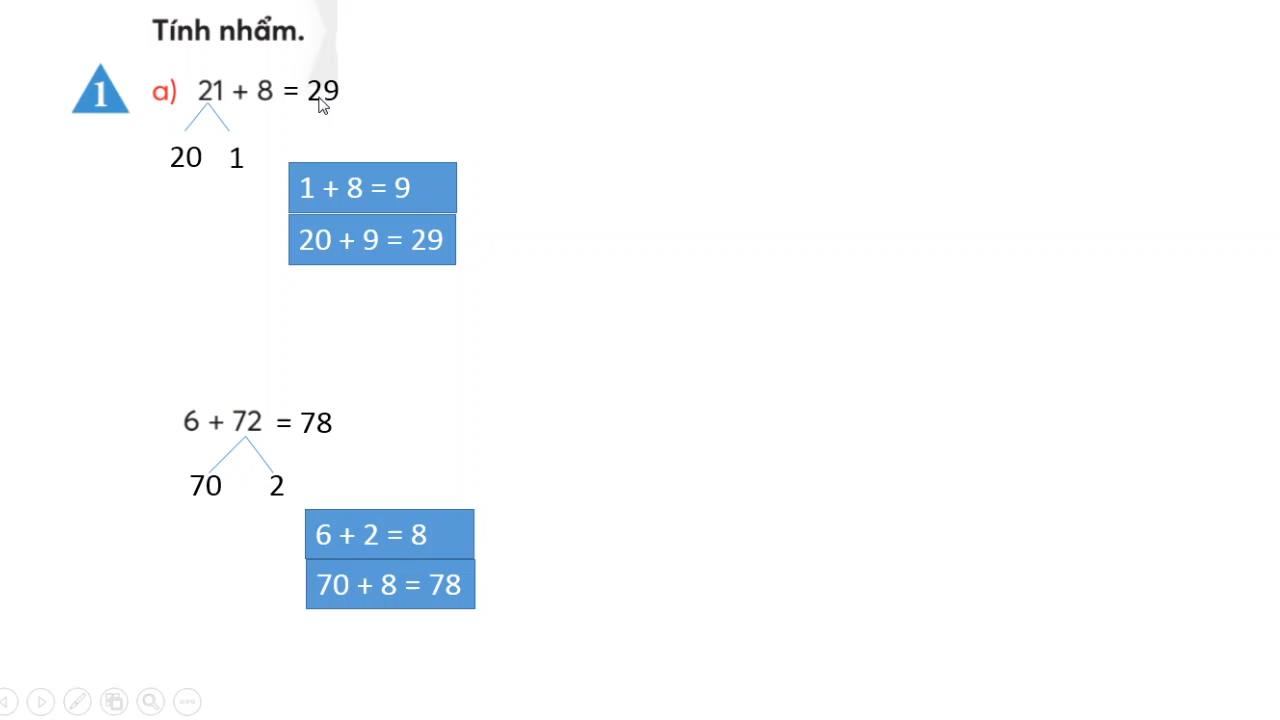 Tính nhẩm.
1 a) 21 + 8 = 29
20 1
1 + 8 = 9
20 + 9 = 29
6 + 72 = 78
70 2
6 + 2 = 8
70 + 8 = 78